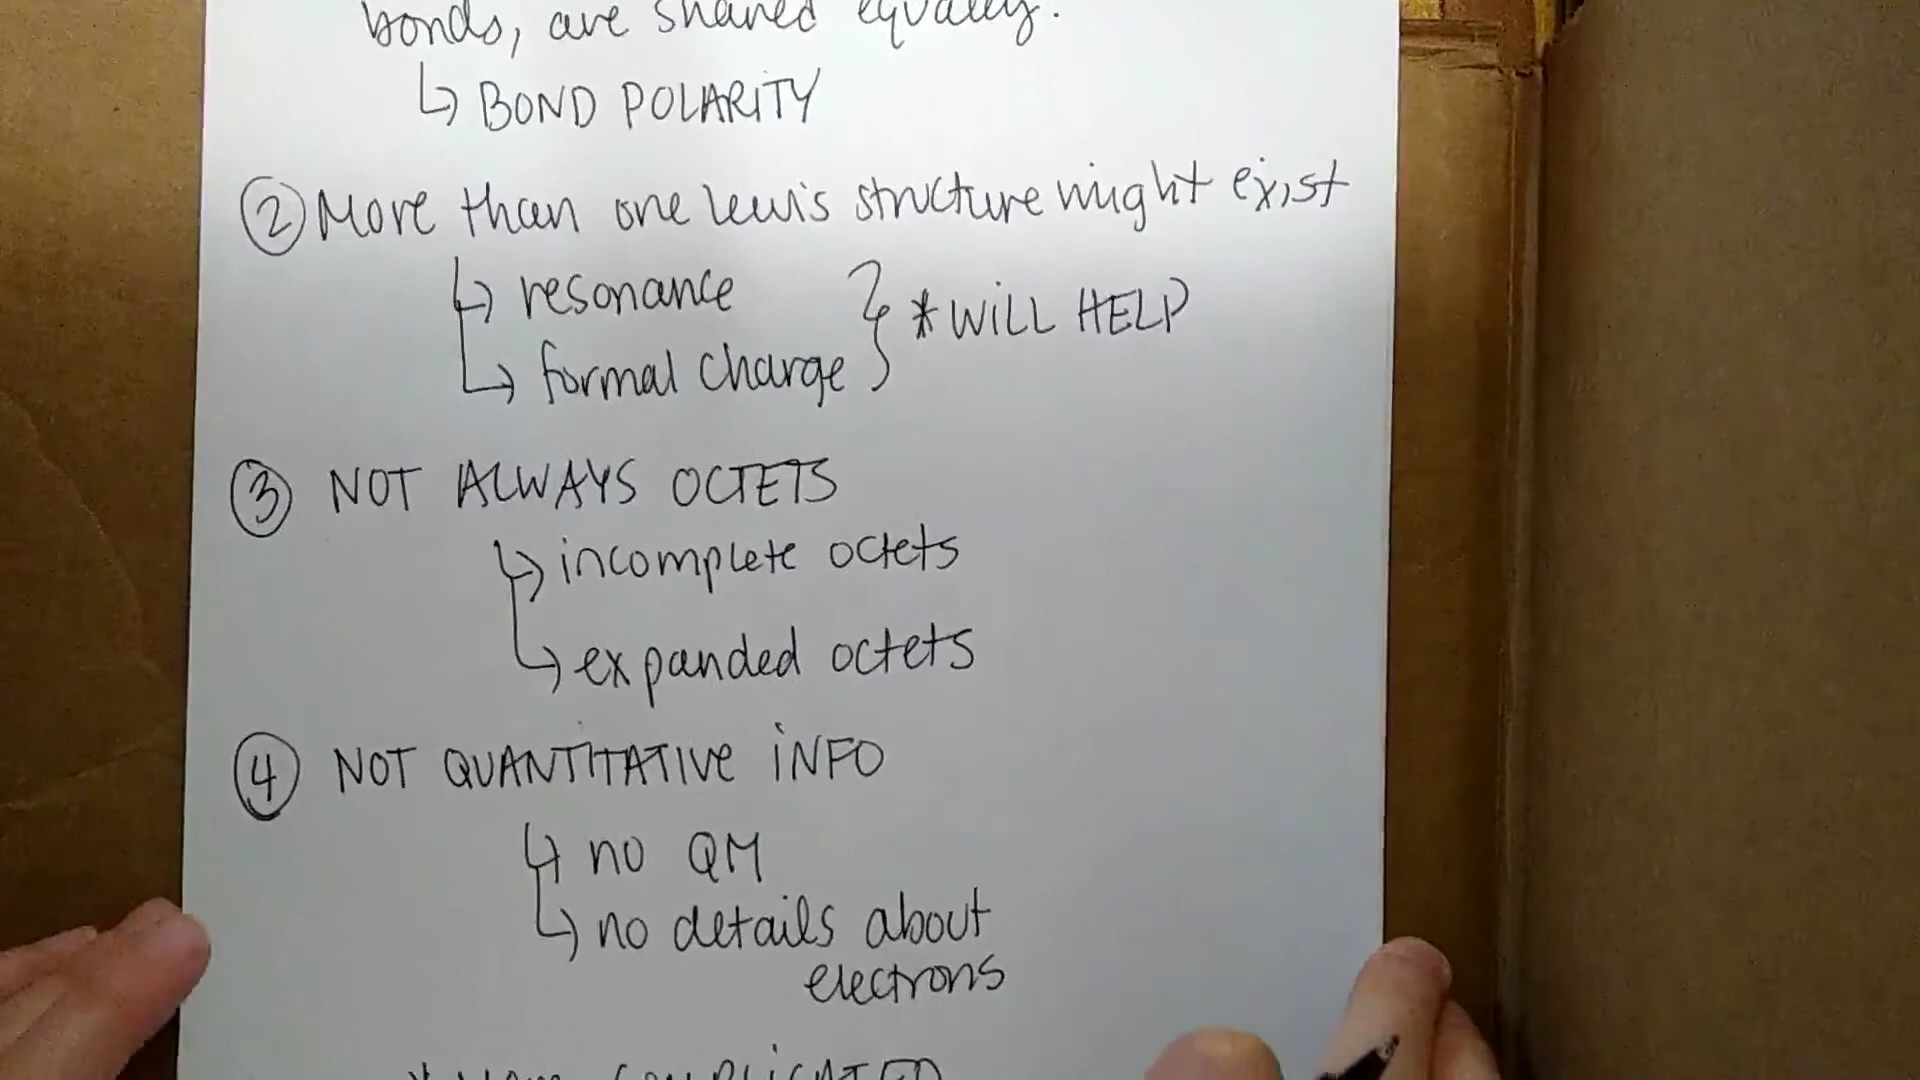 bonds, are shared equally.
↳ BOND POLARITY
② More than one lewis structure might exist
↳ resonance
↳ formal charge } * WILL HELP
③ NOT ALWAYS OCTETS
↳ incomplete octets
↳ expanded octets
④ NOT QUANTITATIVE INFO
↳ no QM
↳ no details about
electrons
COMPLICATED